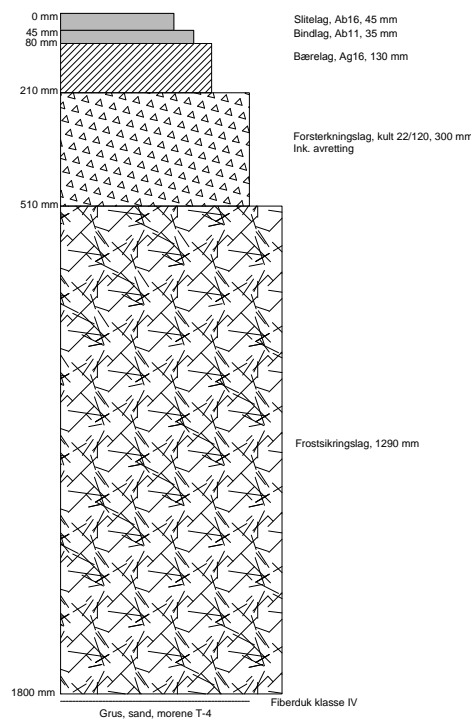 0 mm
Slitelag, Ab16, 45 mm
45 mm
Bindlag, Ab11, 35 mm
80 mm
Bærelag, Ag16, 130 mm
210 mm
Forsterkningslag, kult 22/120, 300 mm
Ink. avretting
510 mm
Frostsikringslag, 1290 mm
1800 mm
Fiberduk klasse IV
Grus, sand, morene T-4